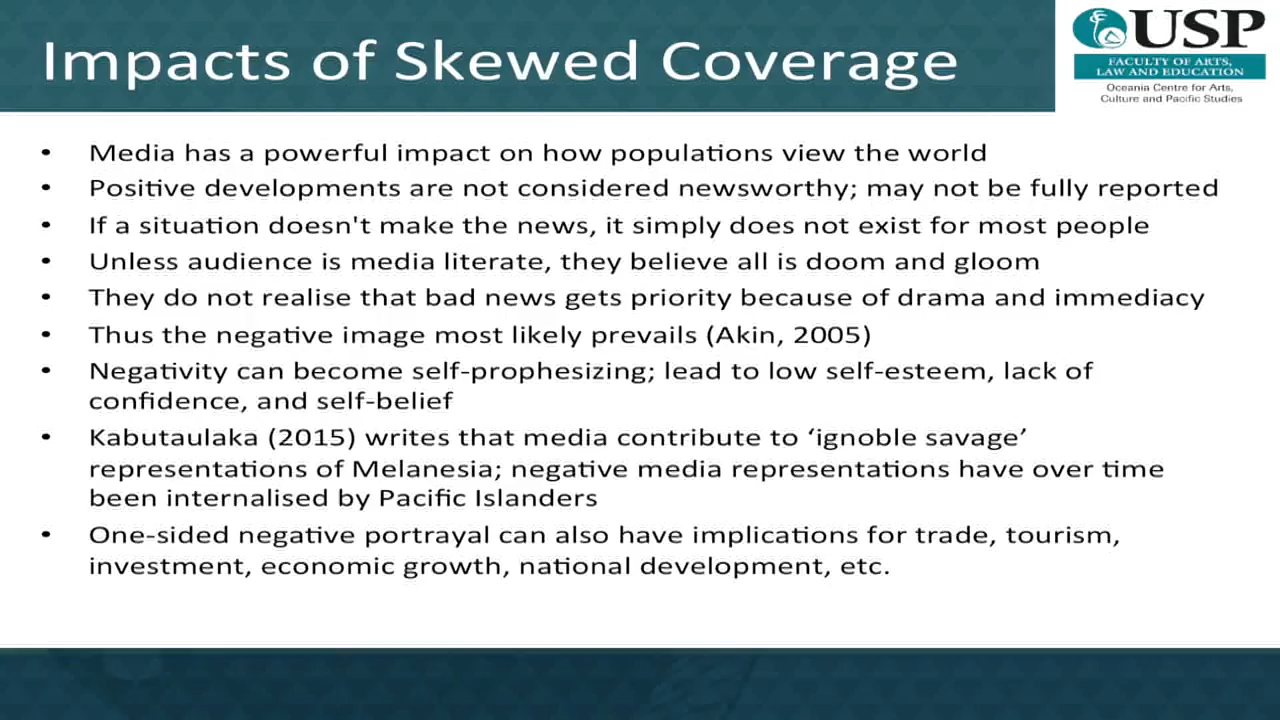 Impacts of Skewed Coverage
USP
FACULTY OF ARTS,
LAW AND EDUCATION
Oceania Centre for Arts,
Culture and Pacific Studies
• Media has a powerful impact on how populations view the world
• Positive developments are not considered newsworthy; may not be fully reported
• If a situation doesn't make the news, it simply does not exist for most people
• Unless audience is media literate, they believe all is doom and gloom
• They do not realise that bad news gets priority because of drama and immediacy
• Thus the negative image most likely prevails (Akin, 2005)
• Negativity can become self-prophesizing; lead to low self-esteem, lack of
confidence, and self-belief
• Kabutaulaka (2015) writes that media contribute to ‘ignoble savage’
representations of Melanesia; negative media representations have over time
been internalised by Pacific Islanders
• One-sided negative portrayal can also have implications for trade, tourism,
investment, economic growth, national development, etc.